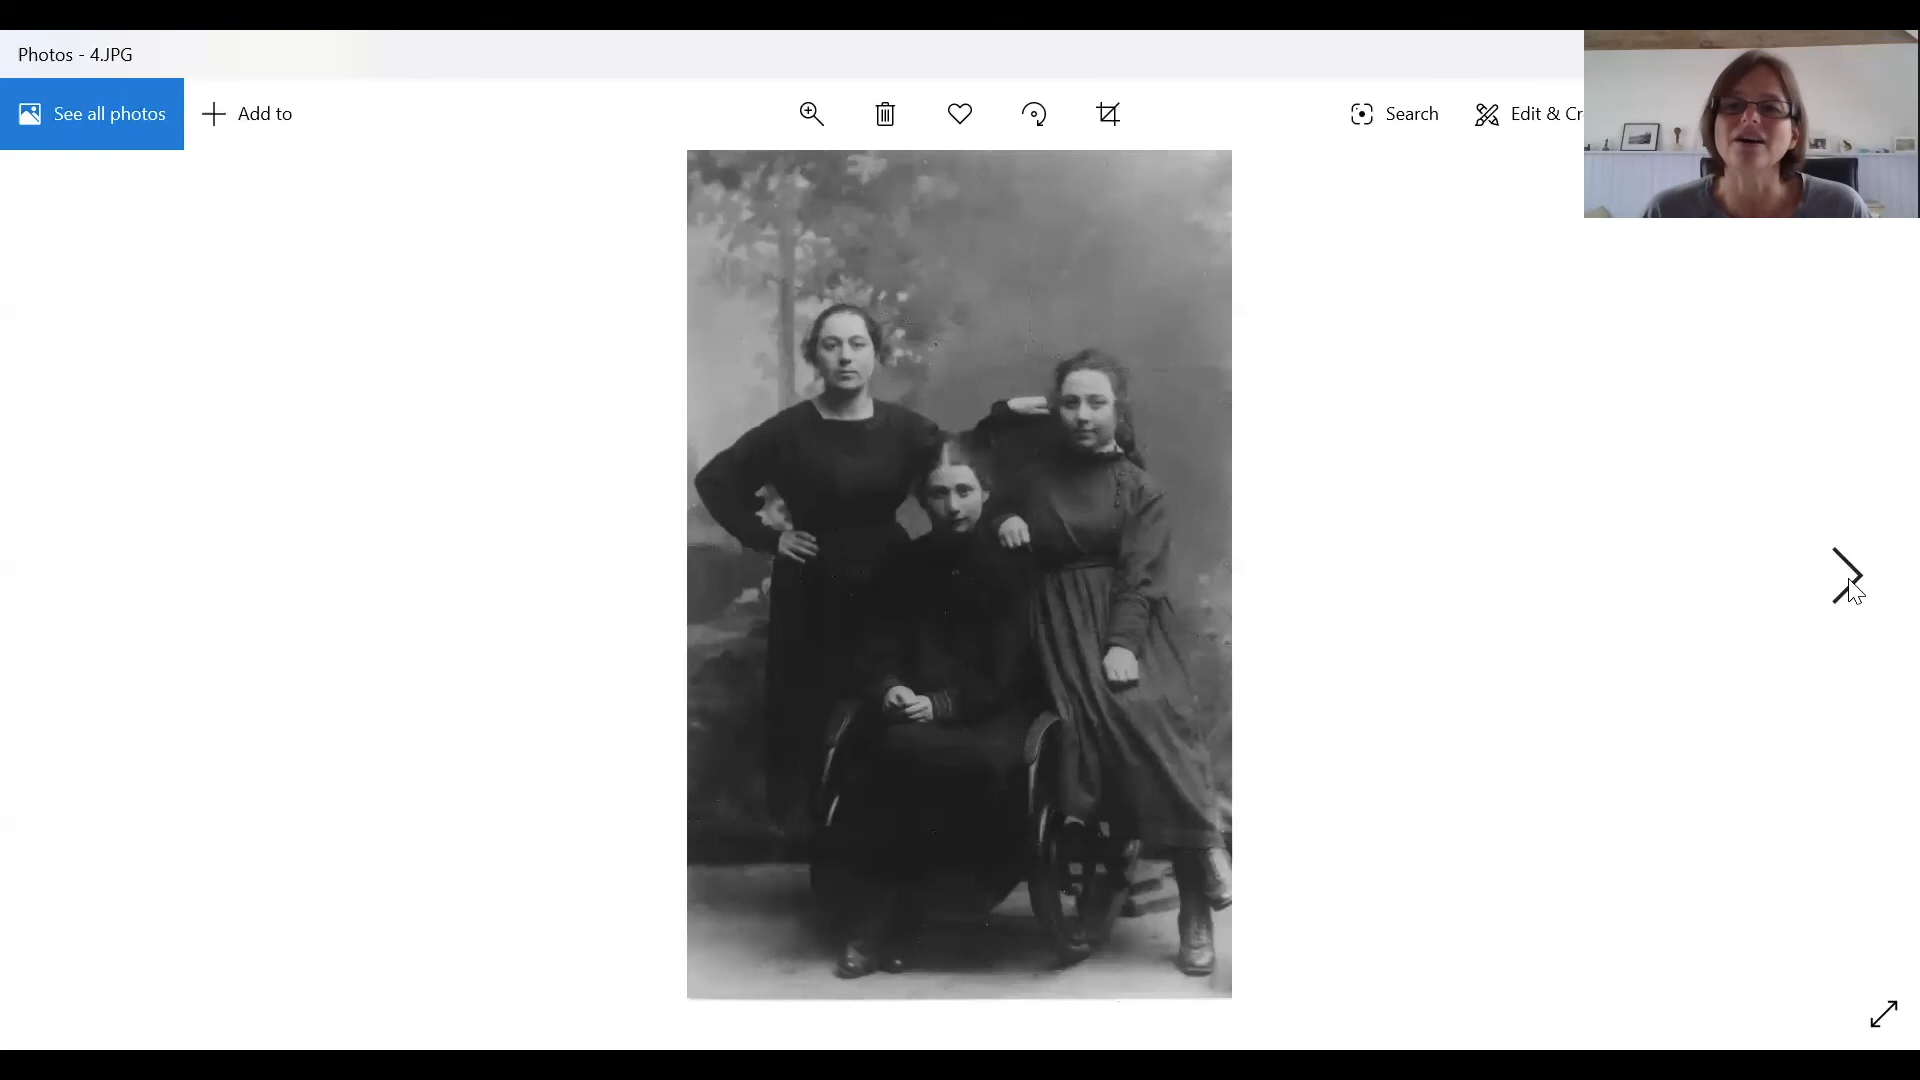 Photos - 4.JPG
See all photos
Add to
Search
Edit & Cr